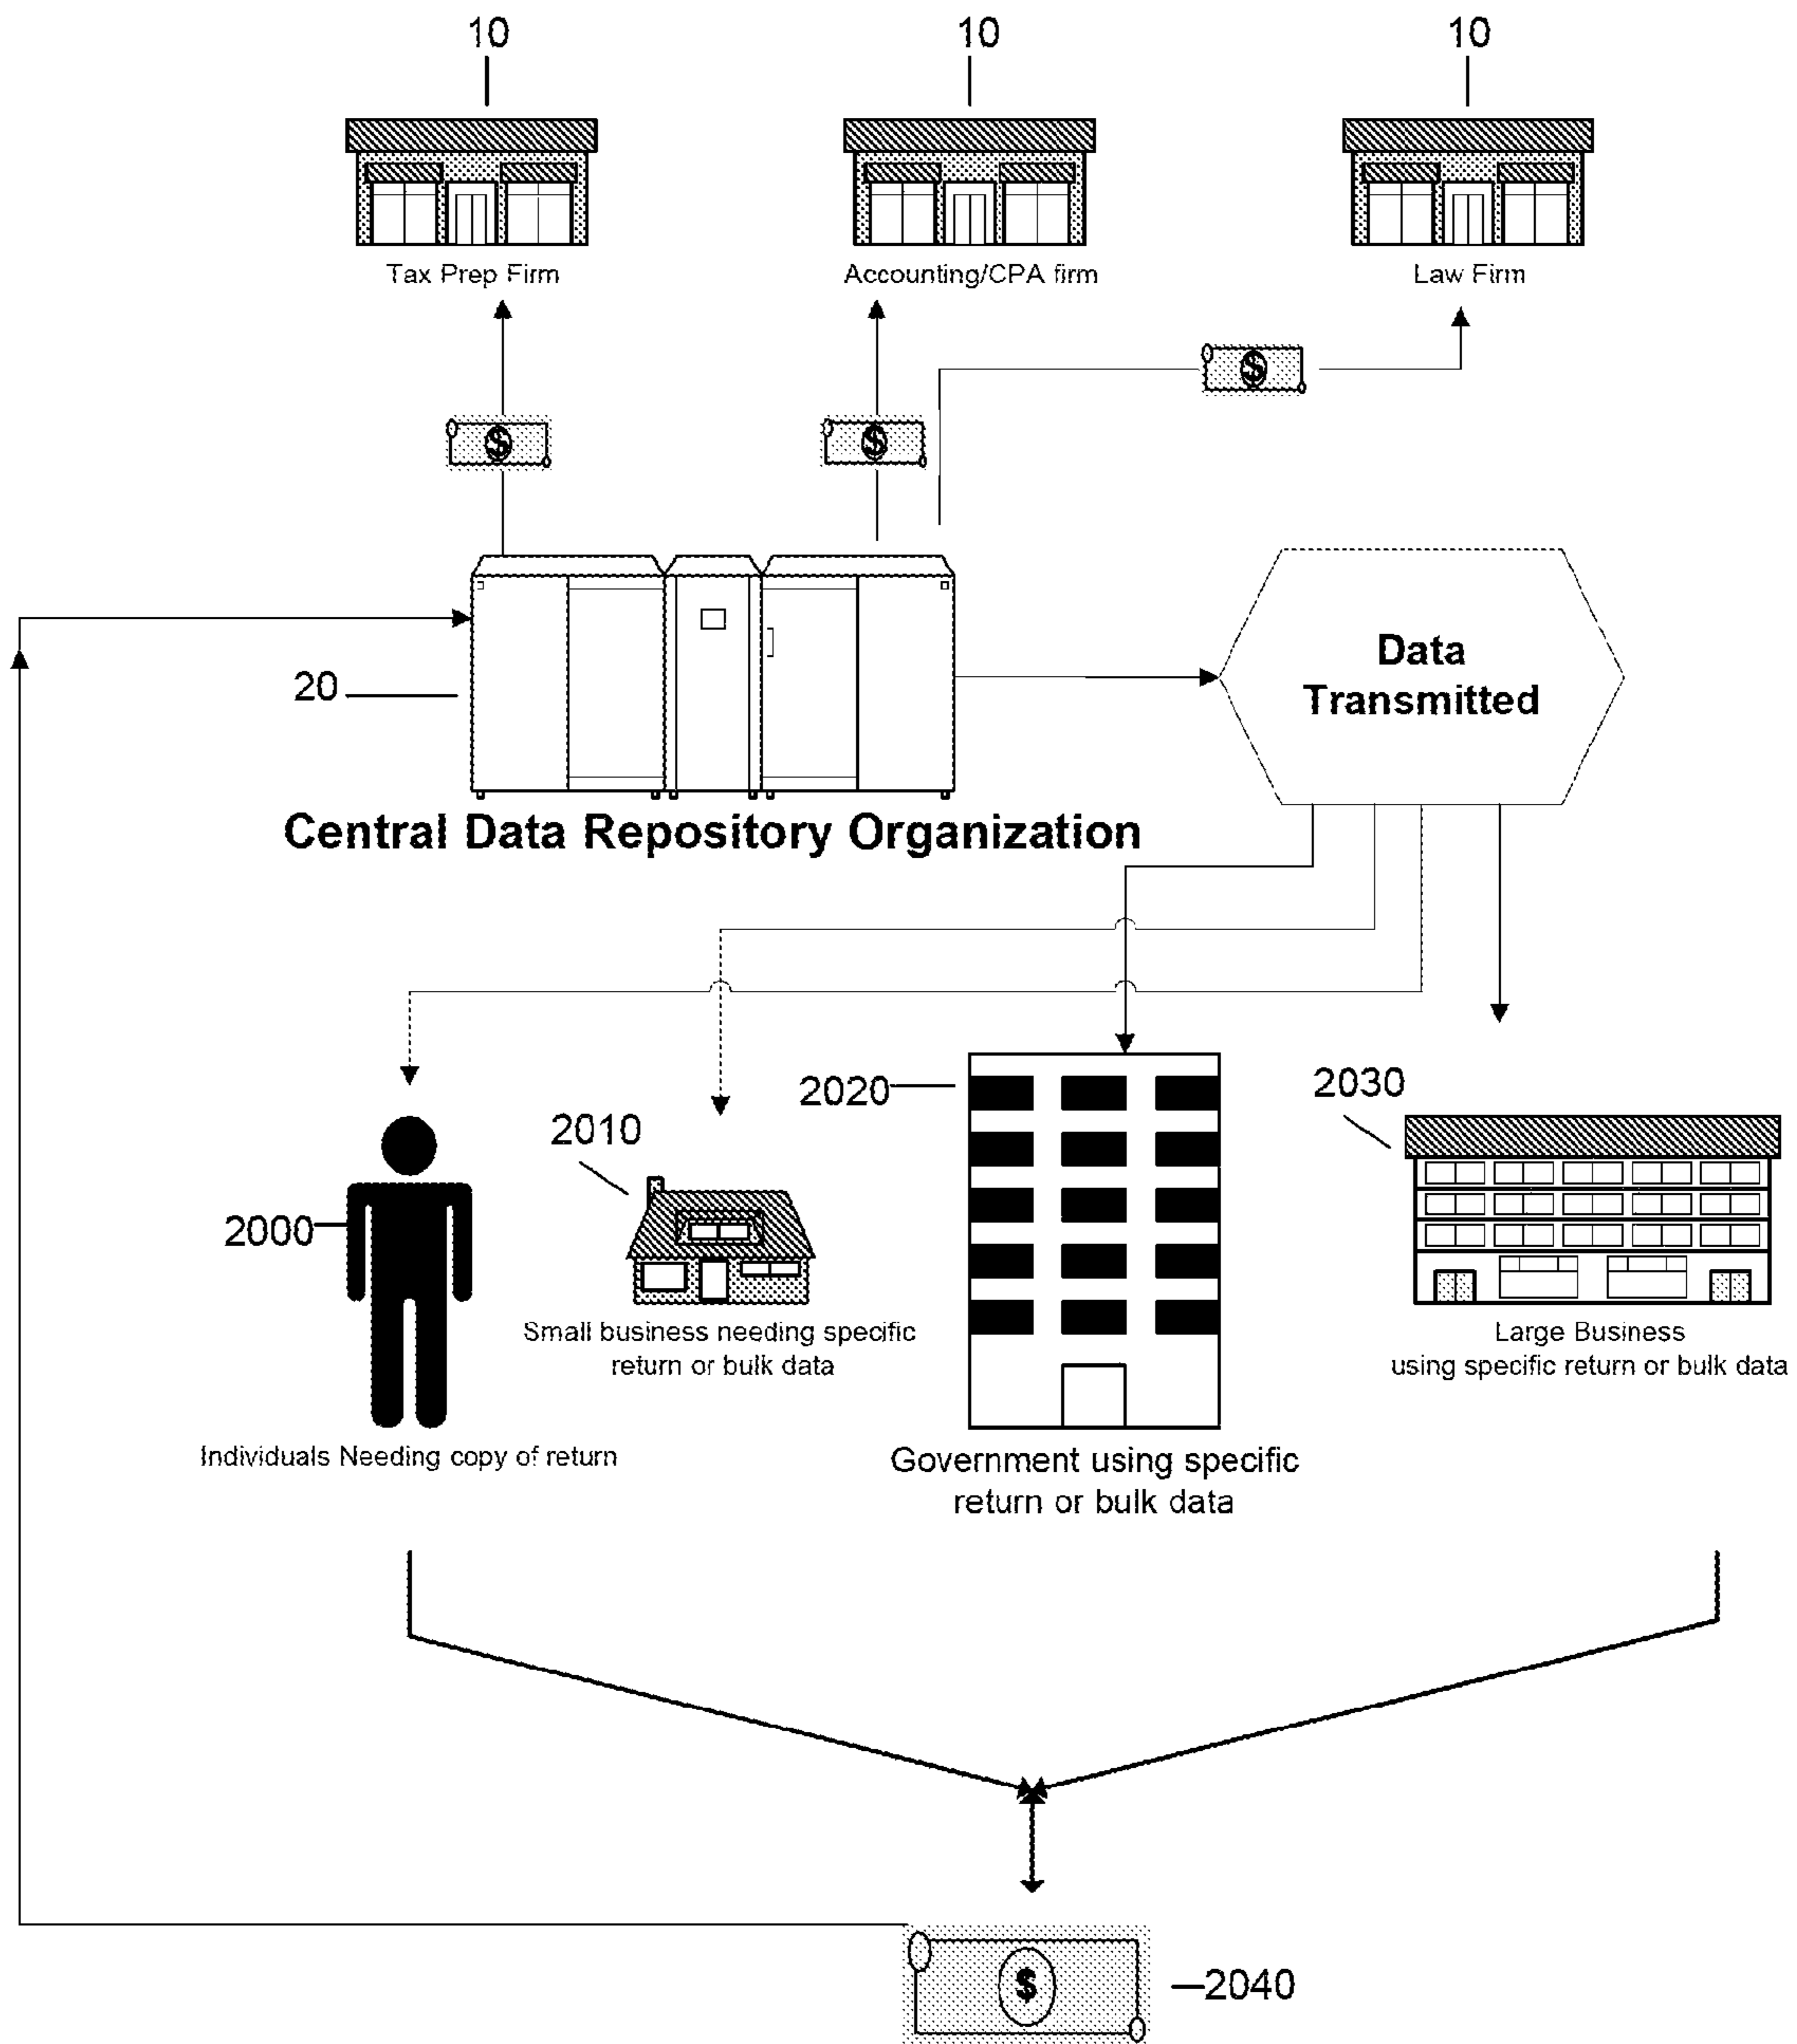 10
10
10
Tax Prep Firm
Accounting/CPA firm
Law Firm
$
$
$
20
Data
Transmitted
Central Data Repository Organization
2000
2010
2020
2030
Individuals Needing copy of return
Small business needing specific
return or bulk data
Government using specific
return or bulk data
Large Business
using specific return or bulk data
$
2040